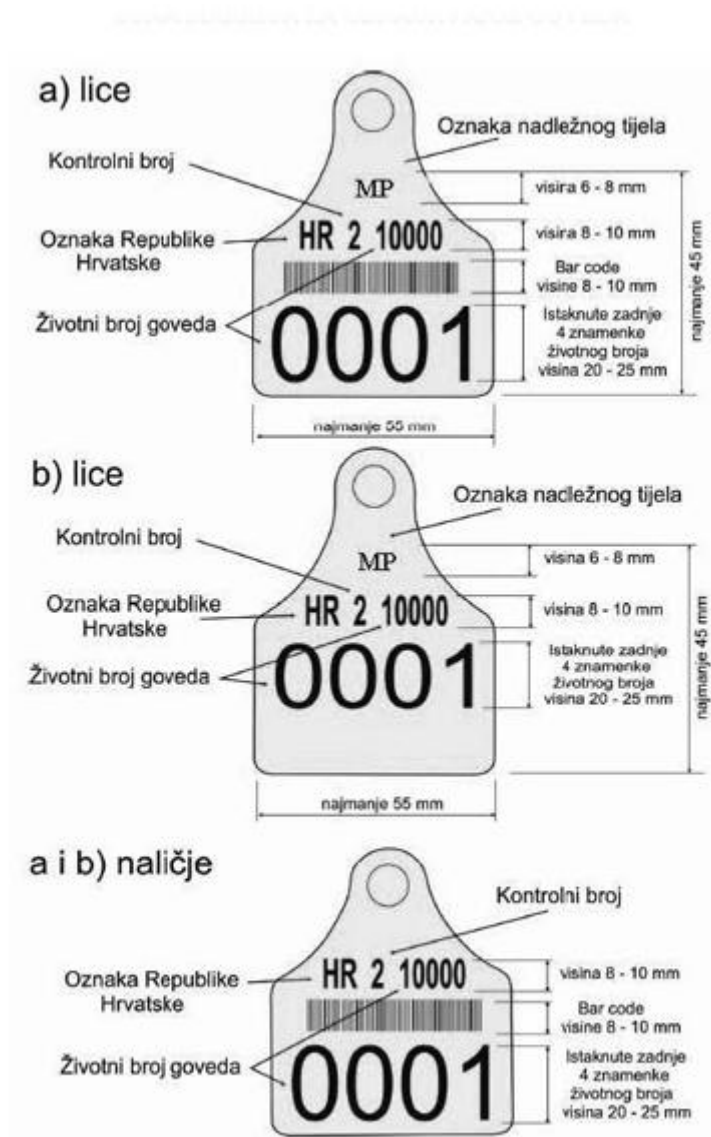 a) lice
Oznaka nadležnog tijela
Kontrolni broj
MP
visira 6 - 8 mm
Oznaka Republike
Hrvatske
HR 2 10000
visira 8 - 10 mm
Bar code
visine 8 - 10 mm
najmanje 45 mm
Životni broj goveda
0001
Istaknute zadnje
4 znamenke
životnog broja
visina 20 - 25 mm
najmanje 55 mm
b) lice
Oznaka nadležnog tijela
Kontrolni broj
MP
visina 6 - 8 mm
Oznaka Republike
Hrvatske
HR 2 10000
visina 8 - 10 mm
najmanje 45 mm
Životni broj goveda
0001
Istaknute zadnje
4 znamenke
životnog broja
visina 20 - 25 mm
najmanje 55 mm
a i b) naličje
Kontrolni broj
Oznaka Republike
Hrvatske
HR 2 10000
visina 8 - 10 mm
Bar code
visine 8 - 10 mm
Životni broj goveda
0001
Istaknute zadnje
4 znamenke
životnog broja
visina 20 - 25 mm